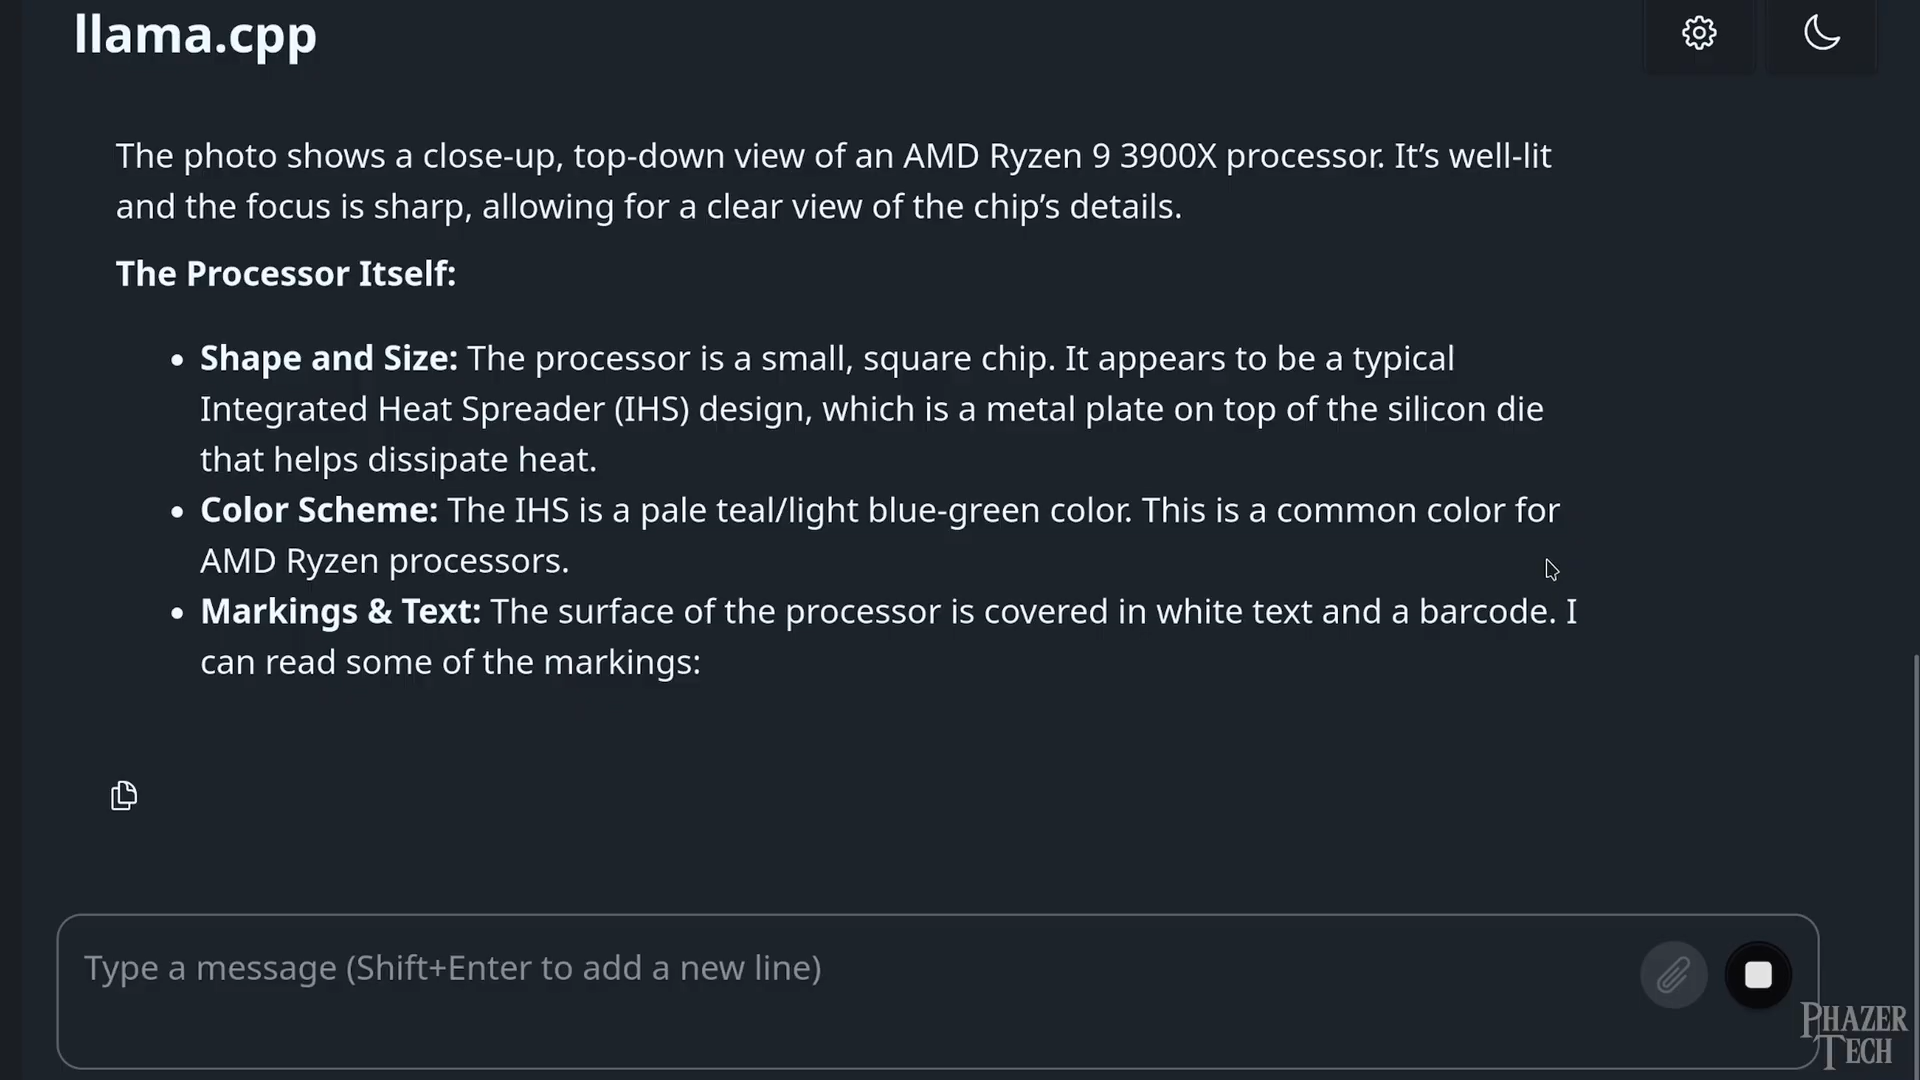 llama.cpp
The photo shows a close-up, top-down view of an AMD Ryzen 9 3900X processor. It’s well-lit
and the focus is sharp, allowing for a clear view of the chip’s details.
The Processor Itself:
• Shape and Size: The processor is a small, square chip. It appears to be a typical
Integrated Heat Spreader (IHS) design, which is a metal plate on top of the silicon die
that helps dissipate heat.
• Color Scheme: The IHS is a pale teal/light blue-green color. This is a common color for
AMD Ryzen processors.
• Markings & Text: The surface of the processor is covered in white text and a barcode. I
can read some of the markings:
Type a message (Shift+Enter to add a new line)
PHAZER
TECH